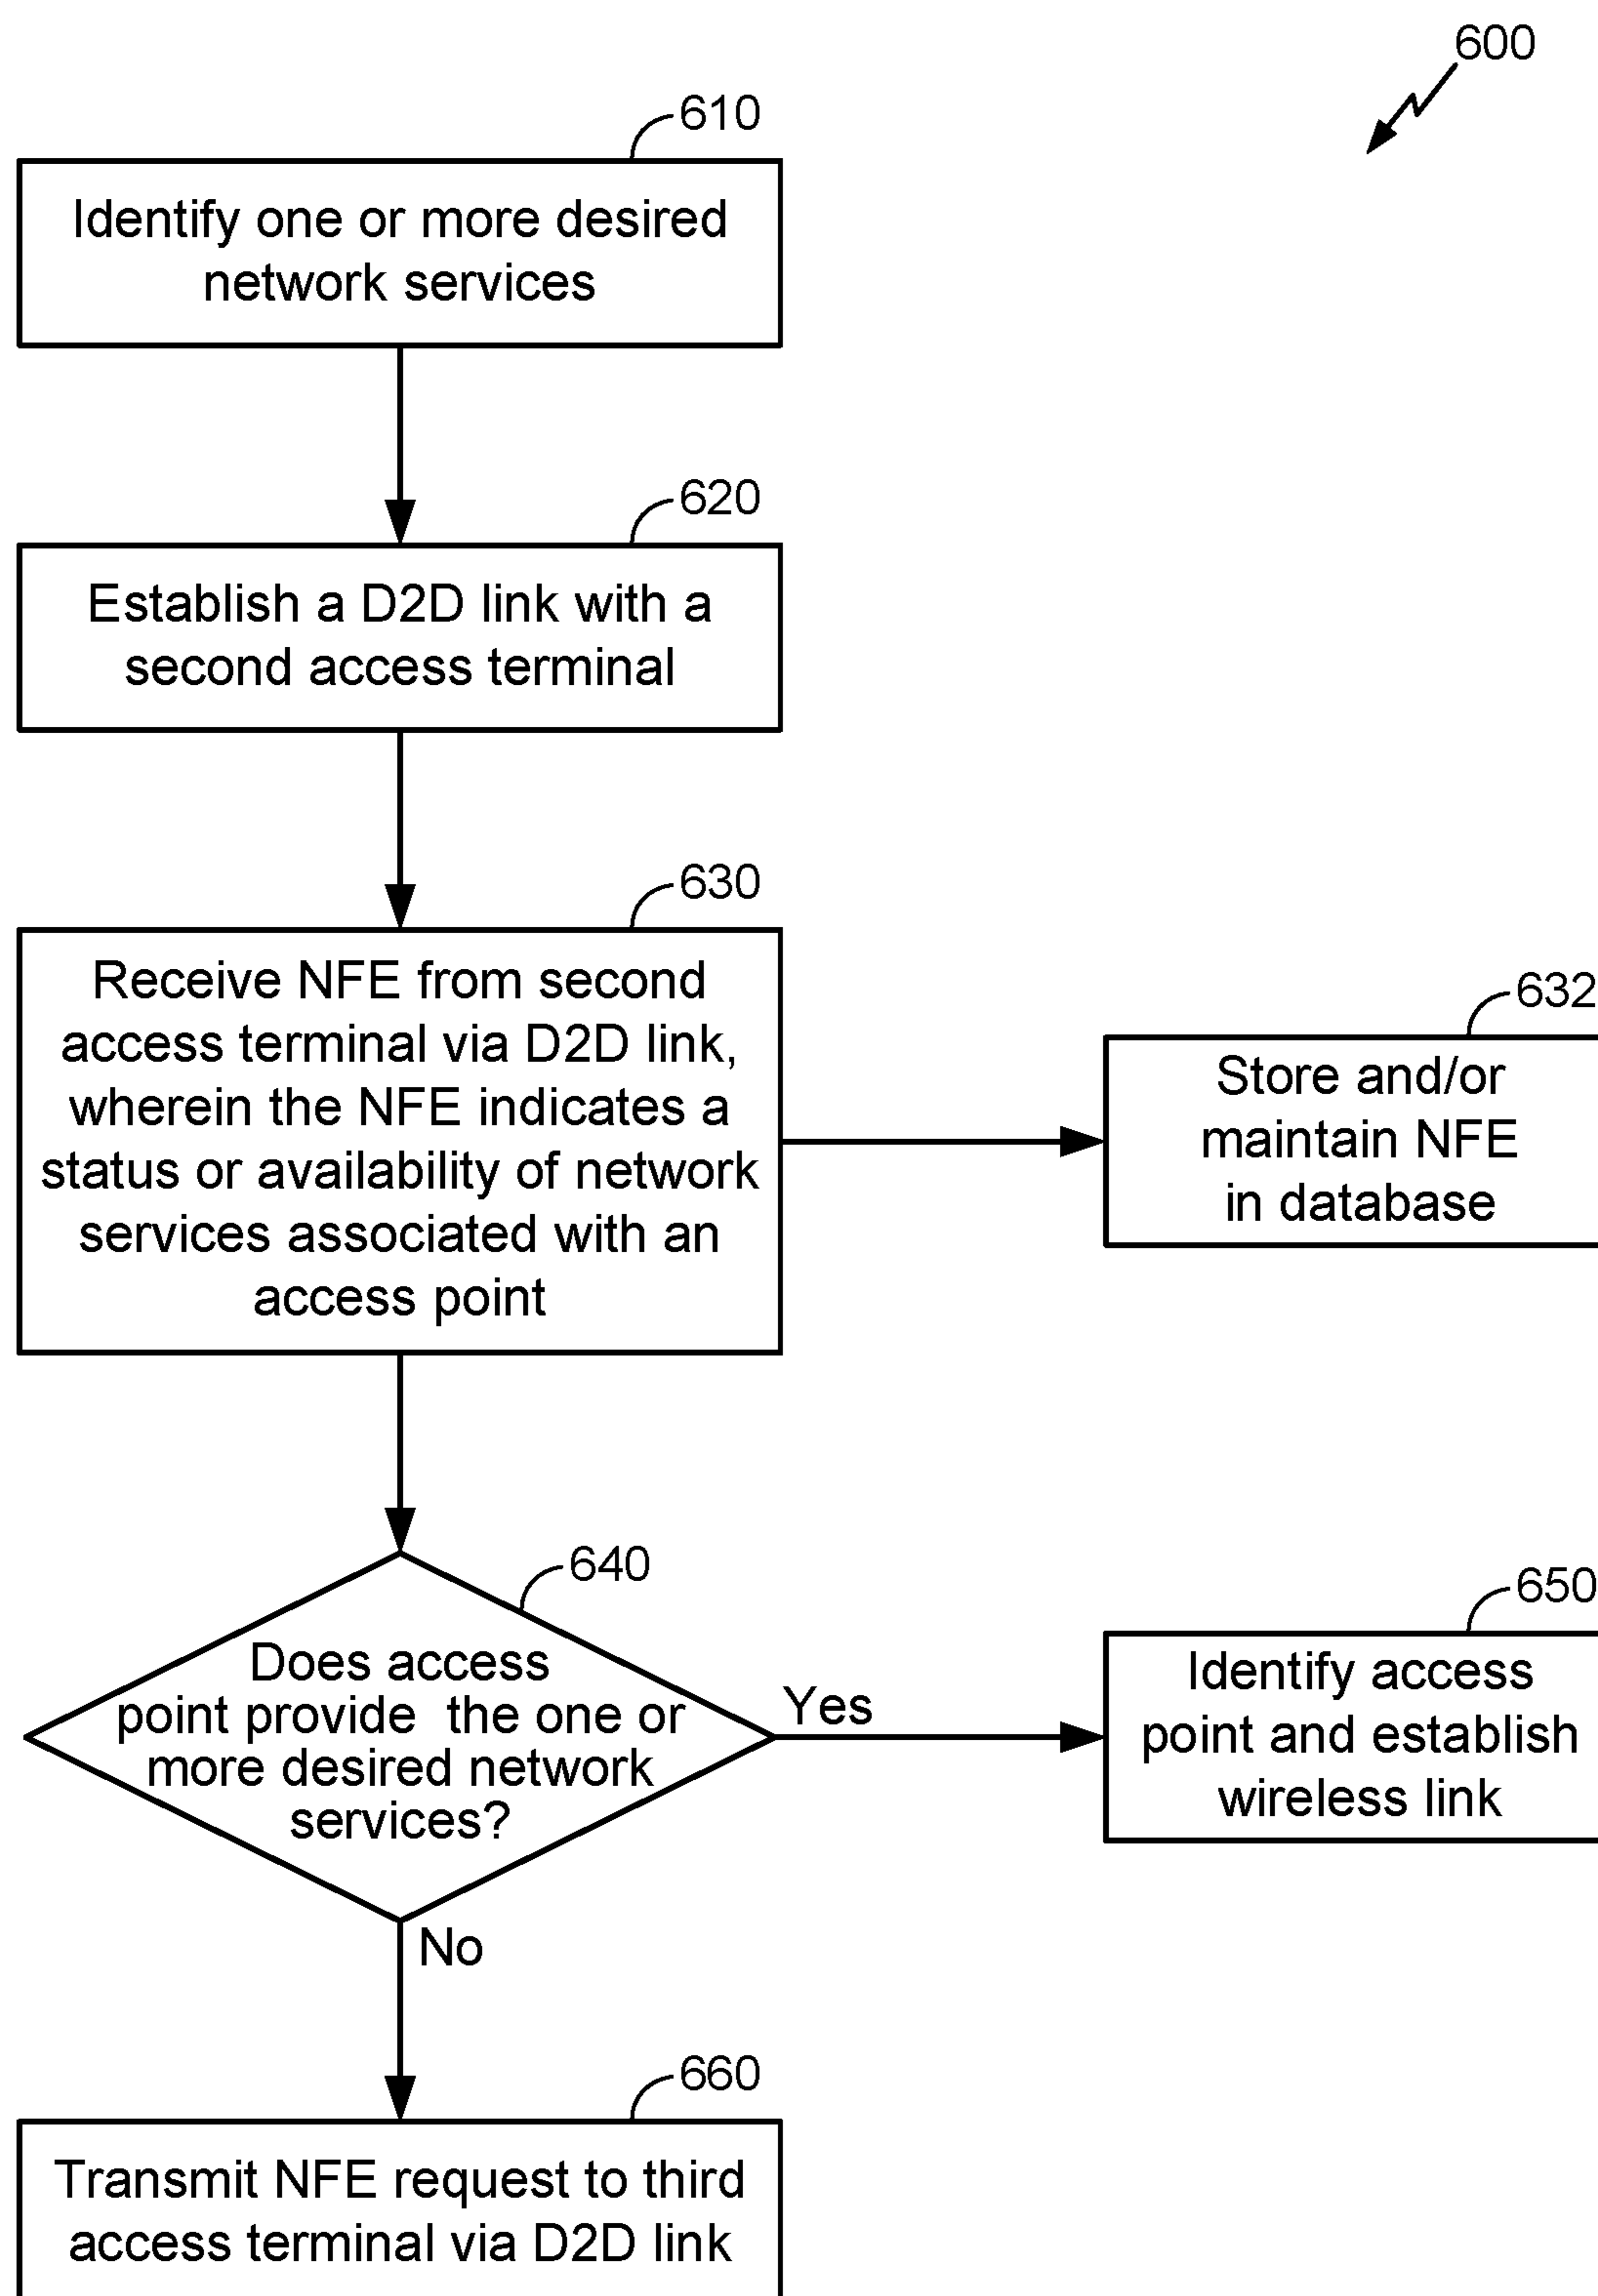 600
610
Identify one or more desired
network services
620
Establish a D2D link with a
second access terminal
630
Receive NFE from second
access terminal via D2D link,
wherein the NFE indicates a
status or availability of network
services associated with an
access point
632
Store and/or
maintain NFE
in database
640
Does access
point provide the one or
more desired network
services?
Yes
650
Identify access
point and establish
wireless link
No
660
Transmit NFE request to third
access terminal via D2D link